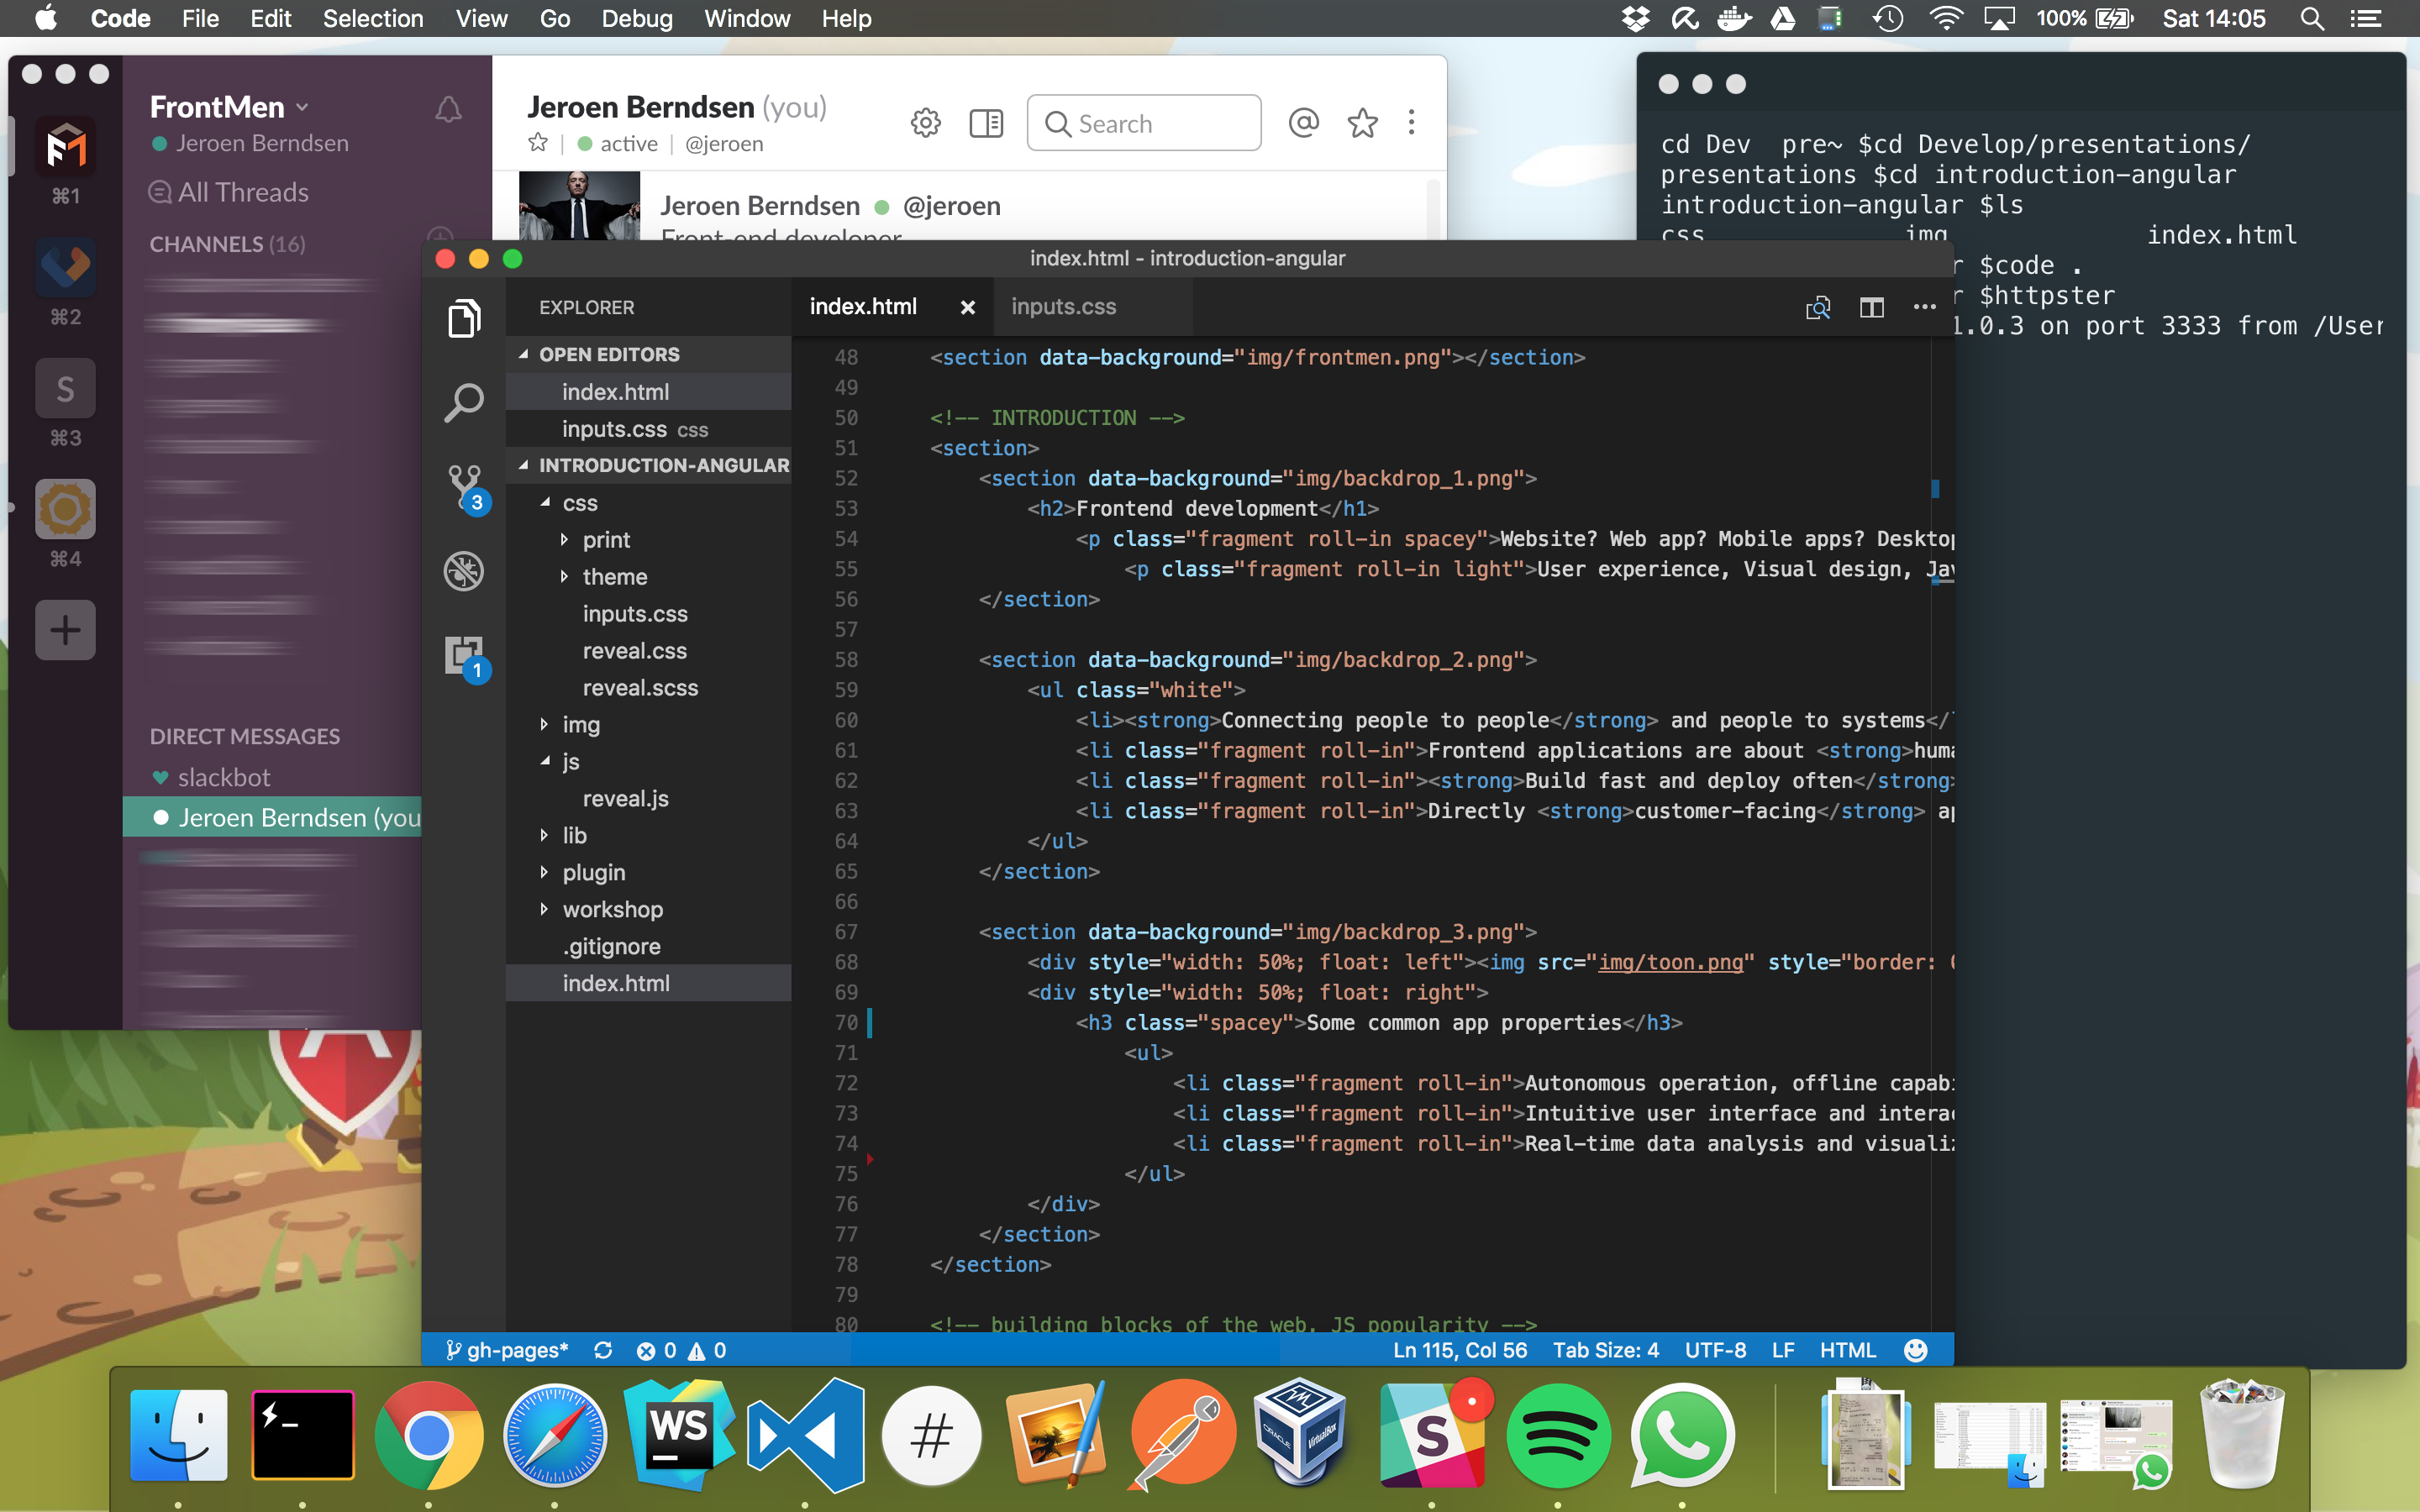 Code File Edit Selection View Go Debug Window Help 100% Sat 14:05
FrontMen
Jeroen Berndsen
All Threads
CHANNELS (16)
⌘1
⌘2
S
⌘3
⌘4
DIRECT MESSAGES
slackbot
Jeroen Berndsen (you
Jeroen Berndsen (you)
active @jeroen
Search
Jeroen Berndsen @jeroen
Front-end developer
cd Dev  pre~ $cd Develop/presentations/
presentations $cd introduction-angular
introduction-angular $ls
css img index.html
r $code .
r $httpster
1.0.3 on port 3333 from /User
index.html - introduction-angular
EXPLORER
OPEN EDITORS
index.html
inputs.css css
INTRODUCTION-ANGULAR
css
print
theme
inputs.css
reveal.css
reveal.scss
img
js
reveal.js
lib
plugin
workshop
.gitignore
index.html
3
1
index.html inputs.css
48 <section data-background="img/frontmen.png"></section>
49
50 <!-- INTRODUCTION -->
51 <section>
52 <section data-background="img/backdrop_1.png">
53 <h2>Frontend development</h1>
54 <p class="fragment roll-in spacey">Website? Web app? Mobile apps? Desktop
55 <p class="fragment roll-in light">User experience, Visual design, Jav
56 </section>
57
58 <section data-background="img/backdrop_2.png">
59 <ul class="white">
60 <li><strong>Connecting people to people</strong> and people to systems</l
61 <li class="fragment roll-in">Frontend applications are about <strong>huma
62 <li class="fragment roll-in"><strong>Build fast and deploy often</strong>
63 <li class="fragment roll-in">Directly <strong>customer-facing</strong> ap
64 </ul>
65 </section>
66
67 <section data-background="img/backdrop_3.png">
68 <div style="width: 50%; float: left"><img src="img/toon.png" style="border: 0
69 <div style="width: 50%; float: right">
70 <h3 class="spacey">Some common app properties</h3>
71 <ul>
72 <li class="fragment roll-in">Autonomous operation, offline capabi
73 <li class="fragment roll-in">Intuitive user interface and interac
74 <li class="fragment roll-in">Real-time data analysis and visualiz
75 </ul>
76 </div>
77 </section>
78 </section>
79
80 <!-- building blocks of the web, JS popularity -->
gh-pages* 0 0 Ln 115, Col 56 Tab Size: 4 UTF-8 LF HTML
WS
#
ORACLE
VirtualBox
S